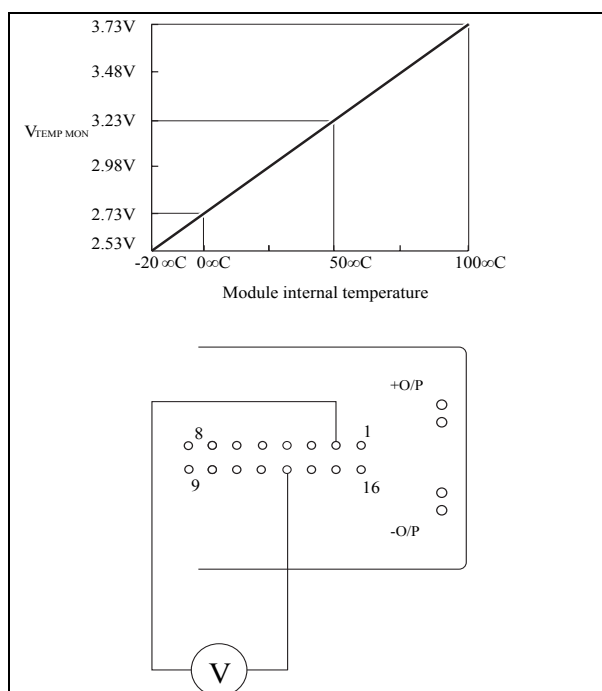 3.73V
3.48V
3.23V
VTEMP MON
2.98V
2.73V
2.53V
-20 ∞C 0∞C 50∞C 100∞C
Module internal temperature
+O/P
8 1
9 16
-O/P
V